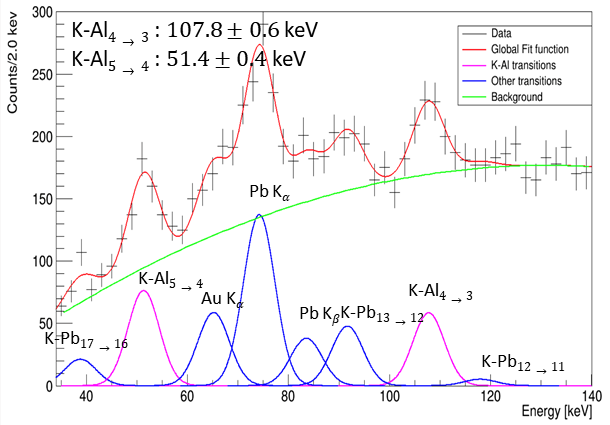 K-Al₄ → ₃ : 107.8 ± 0.6 keV
K-Al₅ → ₄ : 51.4 ± 0.4 keV
Data
Global Fit function
K-Al transitions
Other transitions
Background
Counts/2.0 keV
300
250
200
150
100
50
0
Pb Kα
K-Al₅ → ₄
Au Kα
Pb Kβ
K-Pb₁₃ → ₁₂
K-Al₄ → ₃
K-Pb₁₇ → ₁₆
K-Pb₁₂ → ₁₁
40 60 80 100 120 140
Energy [keV]